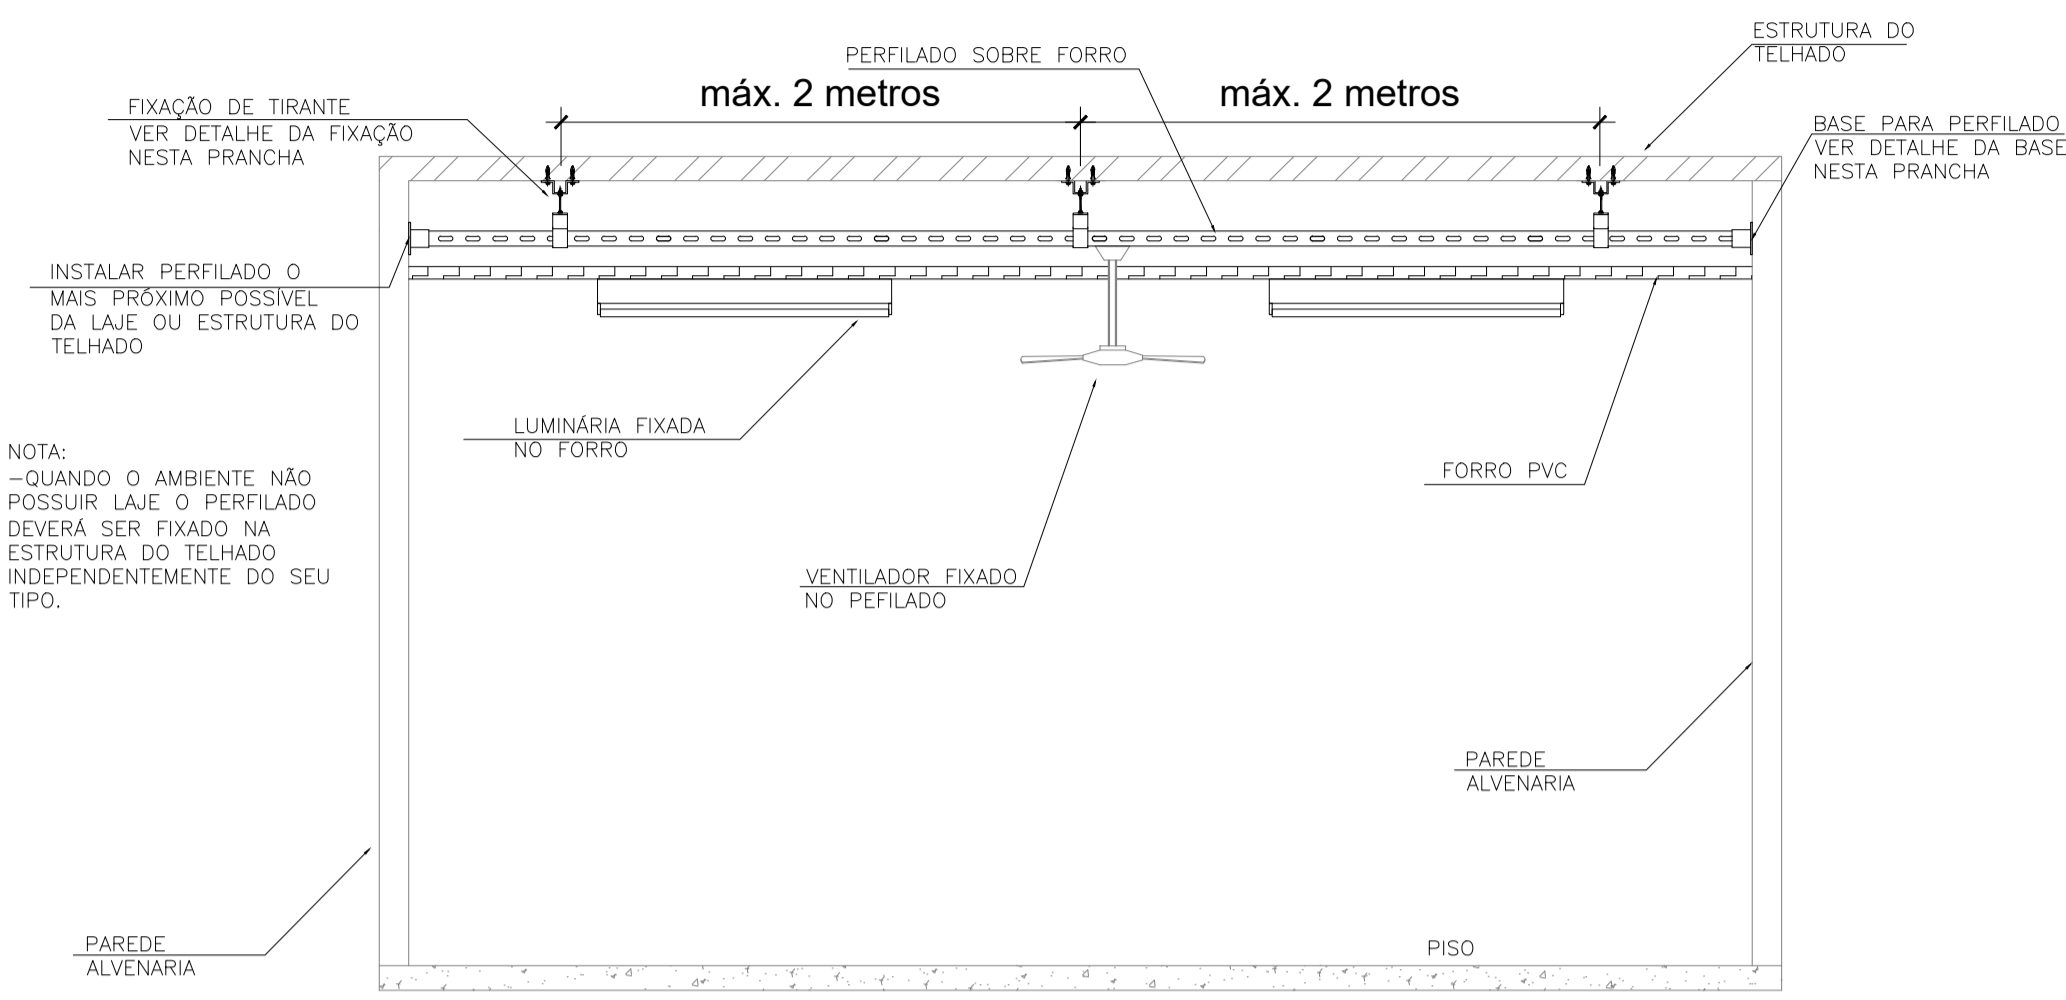 ESTRUTURA DO
TELHADO
PERFILADO SOBRE FORRO
máx. 2 metros
máx. 2 metros
FIXAÇÃO DE TIRANTE
VER DETALHE DA FIXAÇÃO
NESTA PRANCHA
BASE PARA PERFILADO
VER DETALHE DA BASE
NESTA PRANCHA
INSTALAR PERFILADO O
MAIS PRÓXIMO POSSÍVEL
DA LAJE OU ESTRUTURA DO
TELHADO
LUMINÁRIA FIXADA
NO FORRO
NOTA:
-QUANDO O AMBIENTE NÃO
POSSUIR LAJE O PERFILADO
DEVERÁ SER FIXADO NA
ESTRUTURA DO TELHADO
INDEPENDENTEMENTE DO SEU
TIPO.
FORRO PVC
VENTILADOR FIXADO
NO PEFILADO
PAREDE
ALVENARIA
PAREDE
ALVENARIA
PISO